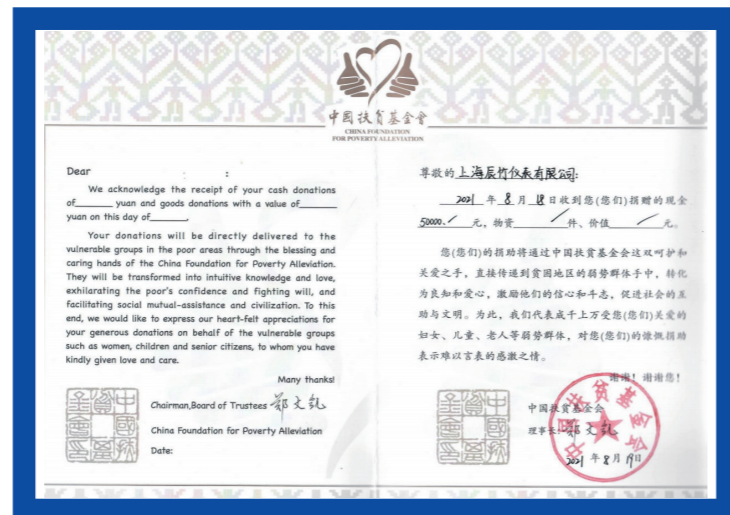 中国扶贫基金會
CHINA FOUNDATION
FOR POVERTY ALLEVIATION
Dear :
We acknowledge the receipt of your cash donations
of______ yuan and goods donations with a value of______
yuan on this day of______.
Your donations will be directly delivered to the
vulnerable groups in the poor areas through the blessing and
caring hands of the China Foundation for Poverty Alleviation.
They will be transformed into intuitive knowledge and love,
exhilarating the poor's confidence and fighting will, and
facilitating social mutual-assistance and civilization. To this
end, we would like to express our heart-felt appreciations for
your generous donations on behalf of the vulnerable groups
such as women, children and senior citizens, to whom you have
kindly given love and care.
Many thanks!
Chairman,Board of Trustees 郑文凯
China Foundation for Poverty Alleviation
Date:
尊敬的上海辰竹仪表有限公司:
2021 年 8 月 18 日收到您(您们)捐赠的现金
50000./ 元，物资 / 件、价值 / 元。
您(您们)的捐助将通过中国扶贫基金会这双呵护和
关爱之手，直接传递到贫困地区的弱势群体手中，转化
为良知和爱心，激励他们的信心和斗志，促进社会的互
助与文明。为此，我们代表成千上万受您(您们)关爱的
妇女、儿童、老人等弱势群体，对您(您们)的慷慨捐助
表示难以言表的感激之情。
谢谢！谢谢您！
中国扶贫基金会
理事长:郑文凯
2021 年 8 月 19 日
中国扶贫基金会